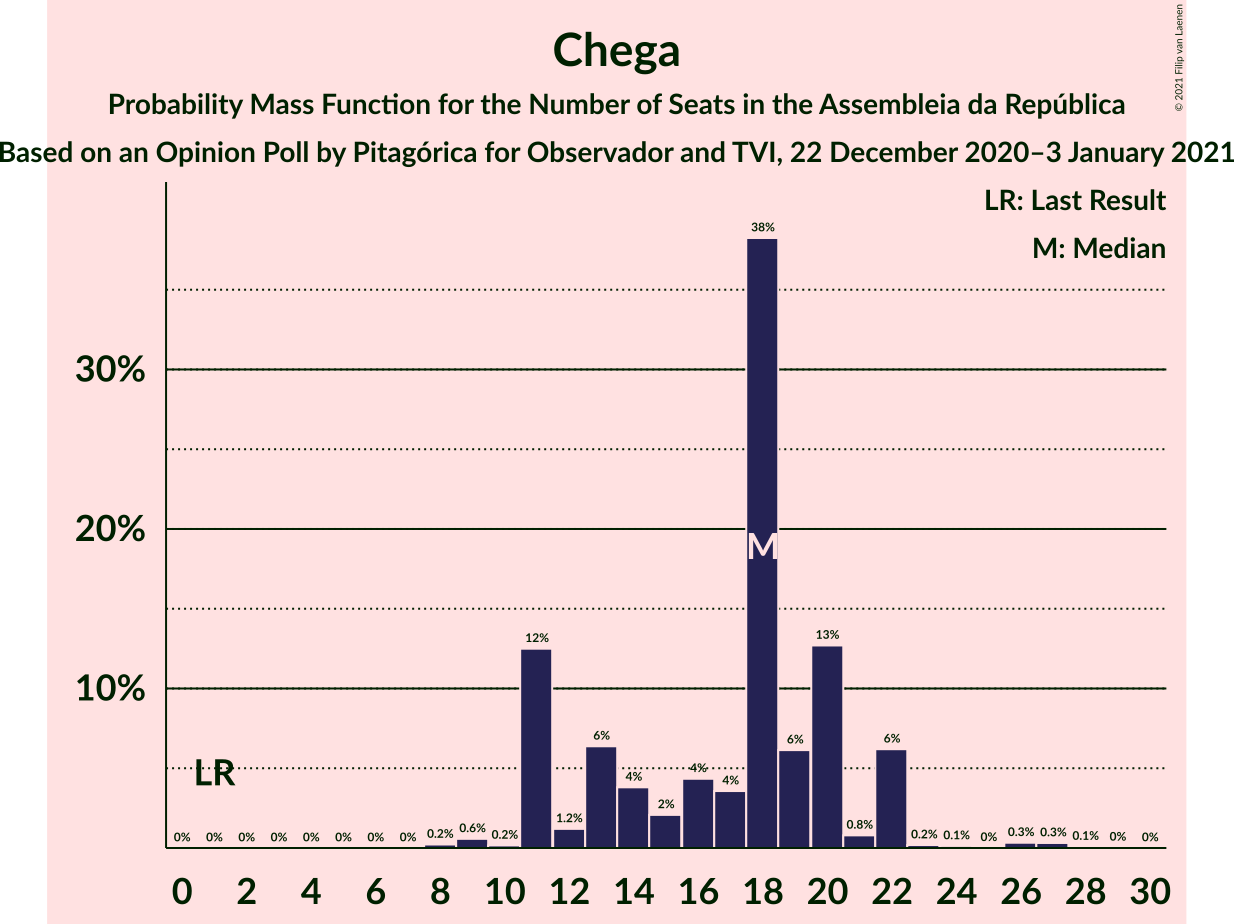 Chega
Probability Mass Function for the Number of Seats in the Assembleia da República
Based on an Opinion Poll by Pitagórica for Observador and TVI, 22 December 2020–3 January 2021
© 2021 Filip van Laenen
LR: Last Result
M: Median
38%
30%
20%
M
13%
12%
10%
6%
6%
6%
LR
4%
4%
4%
2%
1.2%
0% 0% 0% 0% 0% 0% 0% 0% 0.2% 0.6% 0.2% 0.8% 0.2% 0.1% 0% 0.3% 0.3% 0.1% 0% 0%
0 2 4 6 8 10 12 14 16 18 20 22 24 26 28 30